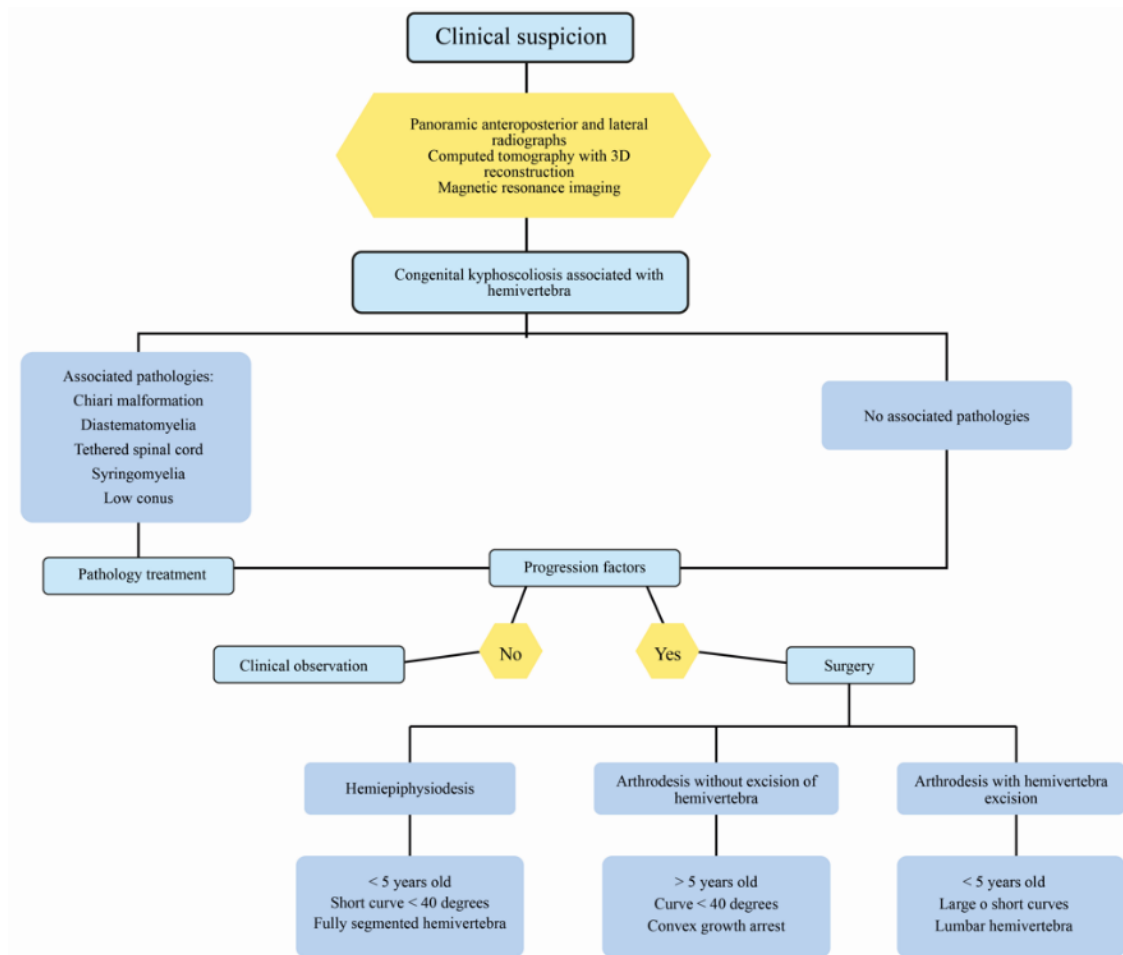 Clinical suspicion
Panoramic anteroposterior and lateral
radiographs
Computed tomography with 3D
reconstruction
Magnetic resonance imaging
Congenital kyphoscoliosis associated with
hemivertebra
Associated pathologies:
Chiari malformation
Diastematomyelia
Tethered spinal cord
Syringomyelia
Low conus
No associated pathologies
Pathology treatment
Progression factors
No
Yes
Clinical observation
Surgery
Hemiepiphysiodesis
Arthrodesis without excision of
hemivertebra
Arthrodesis with hemivertebra
excision
< 5 years old
Short curve < 40 degrees
Fully segmented hemivertebra
> 5 years old
Curve < 40 degrees
Convex growth arrest
< 5 years old
Large o short curves
Lumbar hemivertebra